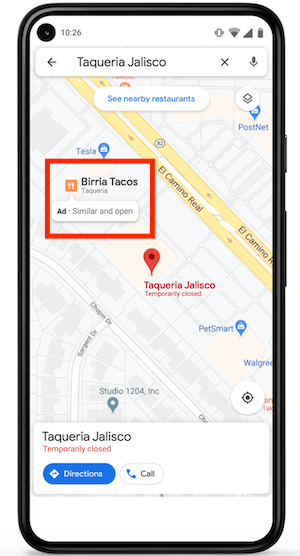 10:26
Taqueria Jalisco
See nearby restaurants
PostNet
Tesla
82
Birria Tacos
Taqueria
Ad · Similar and open
El Camino Real
El Camino Real
Taqueria Jalisco
Temporarily closed
Chopin Dr
Sargent Dr
PetSmart
Walgree
Studio 1204, Inc
Taqueria Jalisco
Temporarily closed
Directions
Call